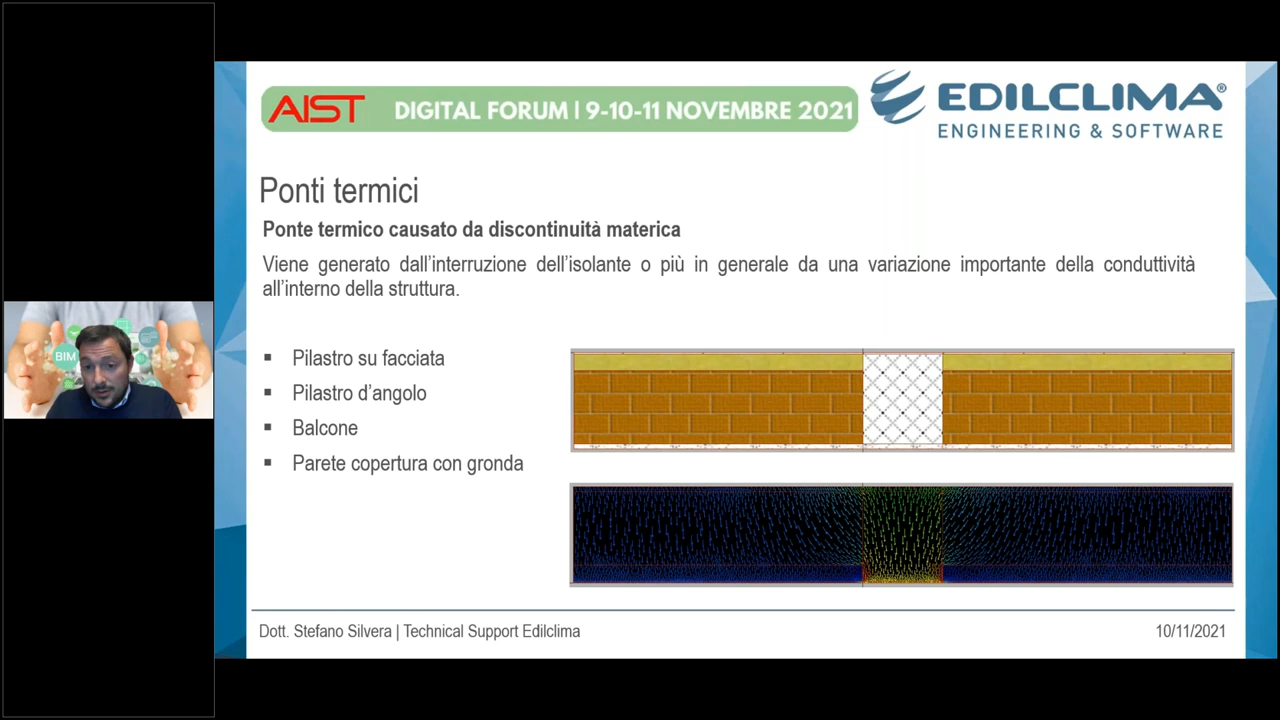 AIST DIGITAL FORUM | 9-10-11 NOVEMBRE 2021
EDILCLIMA®
ENGINEERING & SOFTWARE
Ponti termici
Ponte termico causato da discontinuità materica
Viene generato dall'interruzione dell'isolante o più in generale da una variazione importante della conduttività
all'interno della struttura.
▪ Pilastro su facciata
▪ Pilastro d'angolo
▪ Balcone
▪ Parete copertura con gronda
BIM
Dott. Stefano Silvera | Technical Support Edilclima
10/11/2021